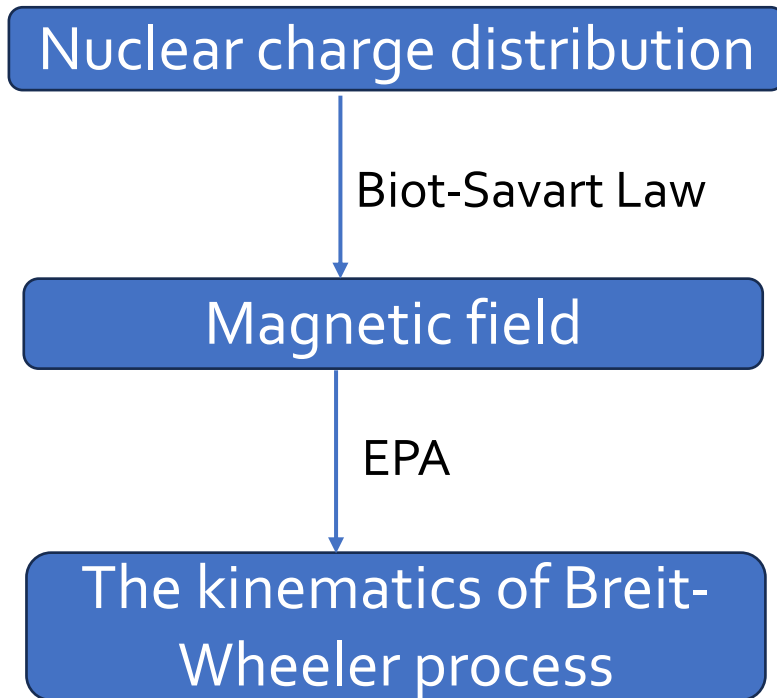 Nuclear charge distribution
Biot-Savart Law
Magnetic field
EPA
The kinematics of Breit-
Wheeler process